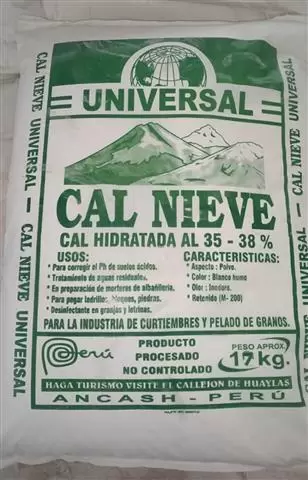 UNIVERSAL
CAL NIEVE
CAL HIDRATADA AL 35 - 38 %
USOS:
* Para corregir el Ph de suelos ácidos.
* Tratamiento de aguas residuales.
* En preparación de morteros de albañilería.
* Para pegar ladrillos, bloques, piedras.
* Desinfectante en granjas y letrinas.
CARACTERISTICAS:
* Aspecto : Polvo.
* Color : Blanco humo
* Olor : Inodoro.
* Retenido (M- 200)
PARA LA INDUSTRIA DE CURTIEMBRES Y PELADO DE GRANOS.
Perú
PRODUCTO
PROCESADO
NO CONTROLADO
PESO APROX.
17 kg.
HAGA TURISMO VISITE EL CALLEJON DE HUAYLAS
ANCASH - PERÚ
CAL NIEVE UNIVERSAL — CAL NIEVE UNIVERSAL
CAL NIEVE UNIVERSAL